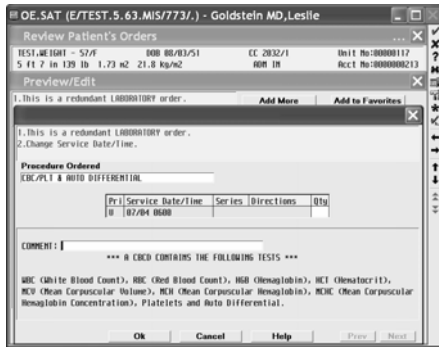 OE.SAT (E/TEST.5.63.MIS/773/.) - Goldstein MD,Leslie
Review Patient's Orders
TEST,WEIGHT - 57/F DOB 08/03/51 CC 2032/1 Unit No:00000117
5 ft 7 in 139 lb 1.73 m2 21.8 kg/m2 ADM IN Acct No:0000000213
Preview/Edit
1.This is a redundant LABORATORY order. Add More Add to Favorites
1.This is a redundant LABORATORY order.
2.Change Service Date/Time.
Procedure Ordered
CBC/PLT & AUTO DIFFERENTIAL
Pri Service Date/Time Series Directions Qty
U 07/04 0600
COMMENT:
*** A CBCD CONTAINS THE FOLLOWING TESTS ***
WBC (White Blood Count), RBC (Red Blood Count), HGB (Hemaglobin), HCT (Hematocrit),
MCV (Mean Corpuscular Volume), MCH (Mean Corpuscular Hemaglobin), MCHC (Mean Corpuscular
Hemaglobin Concentration), Platelets and Auto Differential.
Ok Cancel Help Prev Next